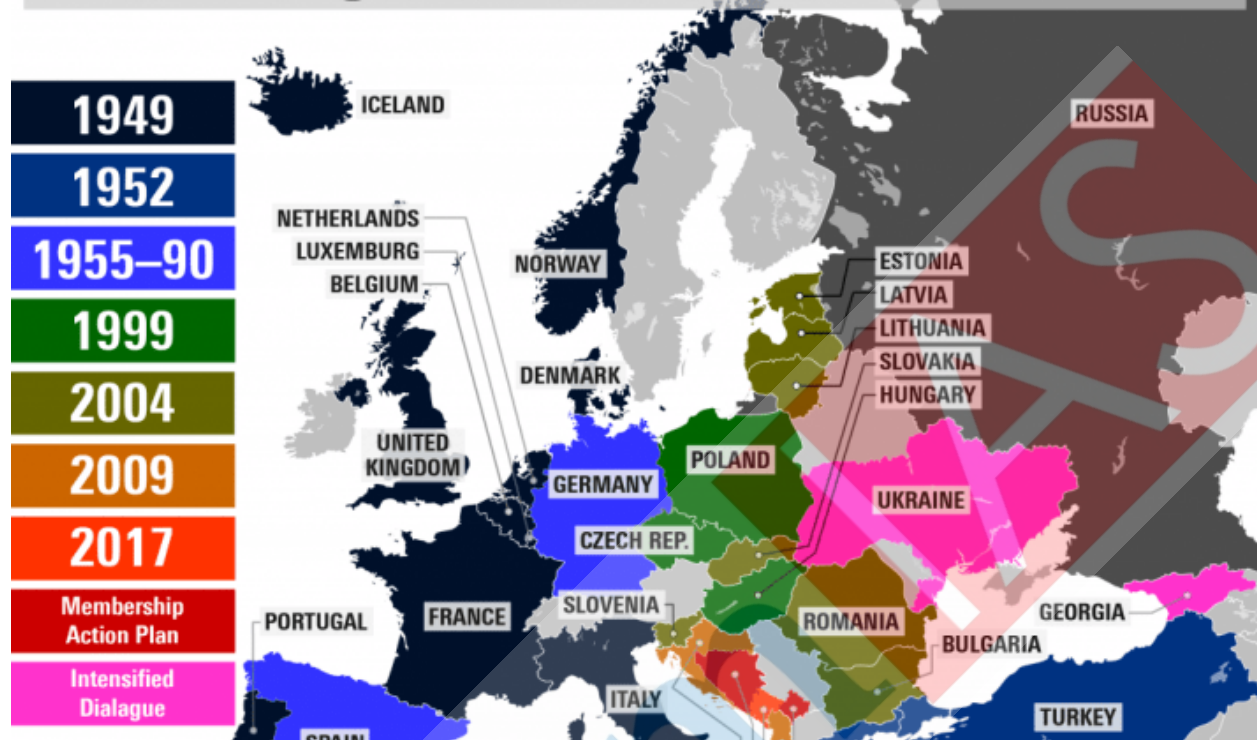 1949
1952
1955–90
1999
2004
2009
2017
Membership
Action Plan
Intensified
Dialague
ICELAND
NETHERLANDS
LUXEMBURG
BELGIUM
NORWAY
DENMARK
UNITED
KINGDOM
GERMANY
POLAND
CZECH REP.
FRANCE
SLOVENIA
PORTUGAL
ITALY
SPAIN
RUSSIA
ESTONIA
LATVIA
LITHUANIA
SLOVAKIA
HUNGARY
UKRAINE
ROMANIA
BULGARIA
GEORGIA
TURKEY